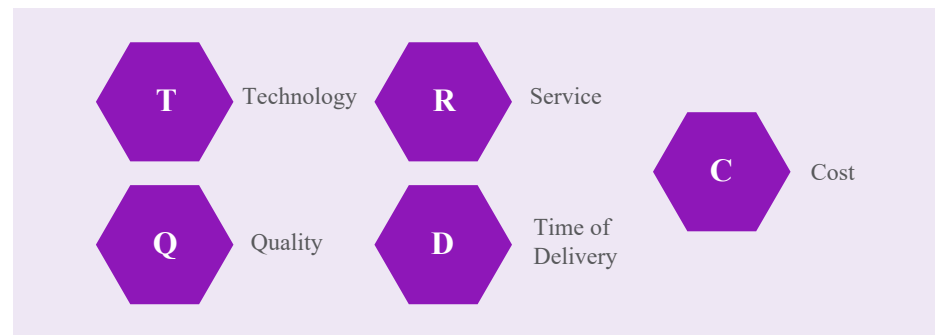 T
Technology
R
Service
C
Cost
Q
Quality
D
Time of
Delivery